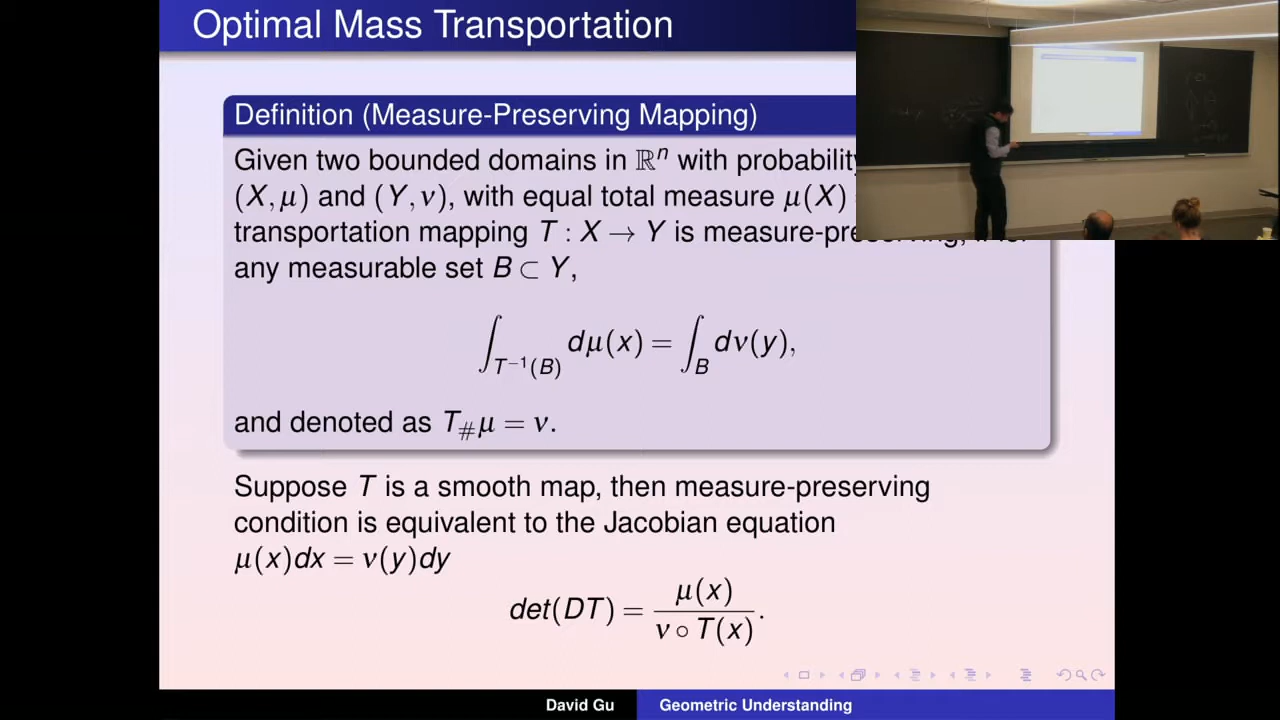 Optimal Mass Transportation
Definition (Measure-Preserving Mapping)
Given two bounded domains in ℝⁿ with probability
(X, μ) and (Y, ν), with equal total measure μ(X)
transportation mapping T : X → Y is measure-preserving,
any measurable set B ⊂ Y,
∫_{T⁻¹(B)} dμ(x) = ∫_B dν(y),
and denoted as T_# μ = ν.
Suppose T is a smooth map, then measure-preserving
condition is equivalent to the Jacobian equation
μ(x)dx = ν(y)dy
det(DT) = μ(x) / ν ∘ T(x).
David Gu Geometric Understanding